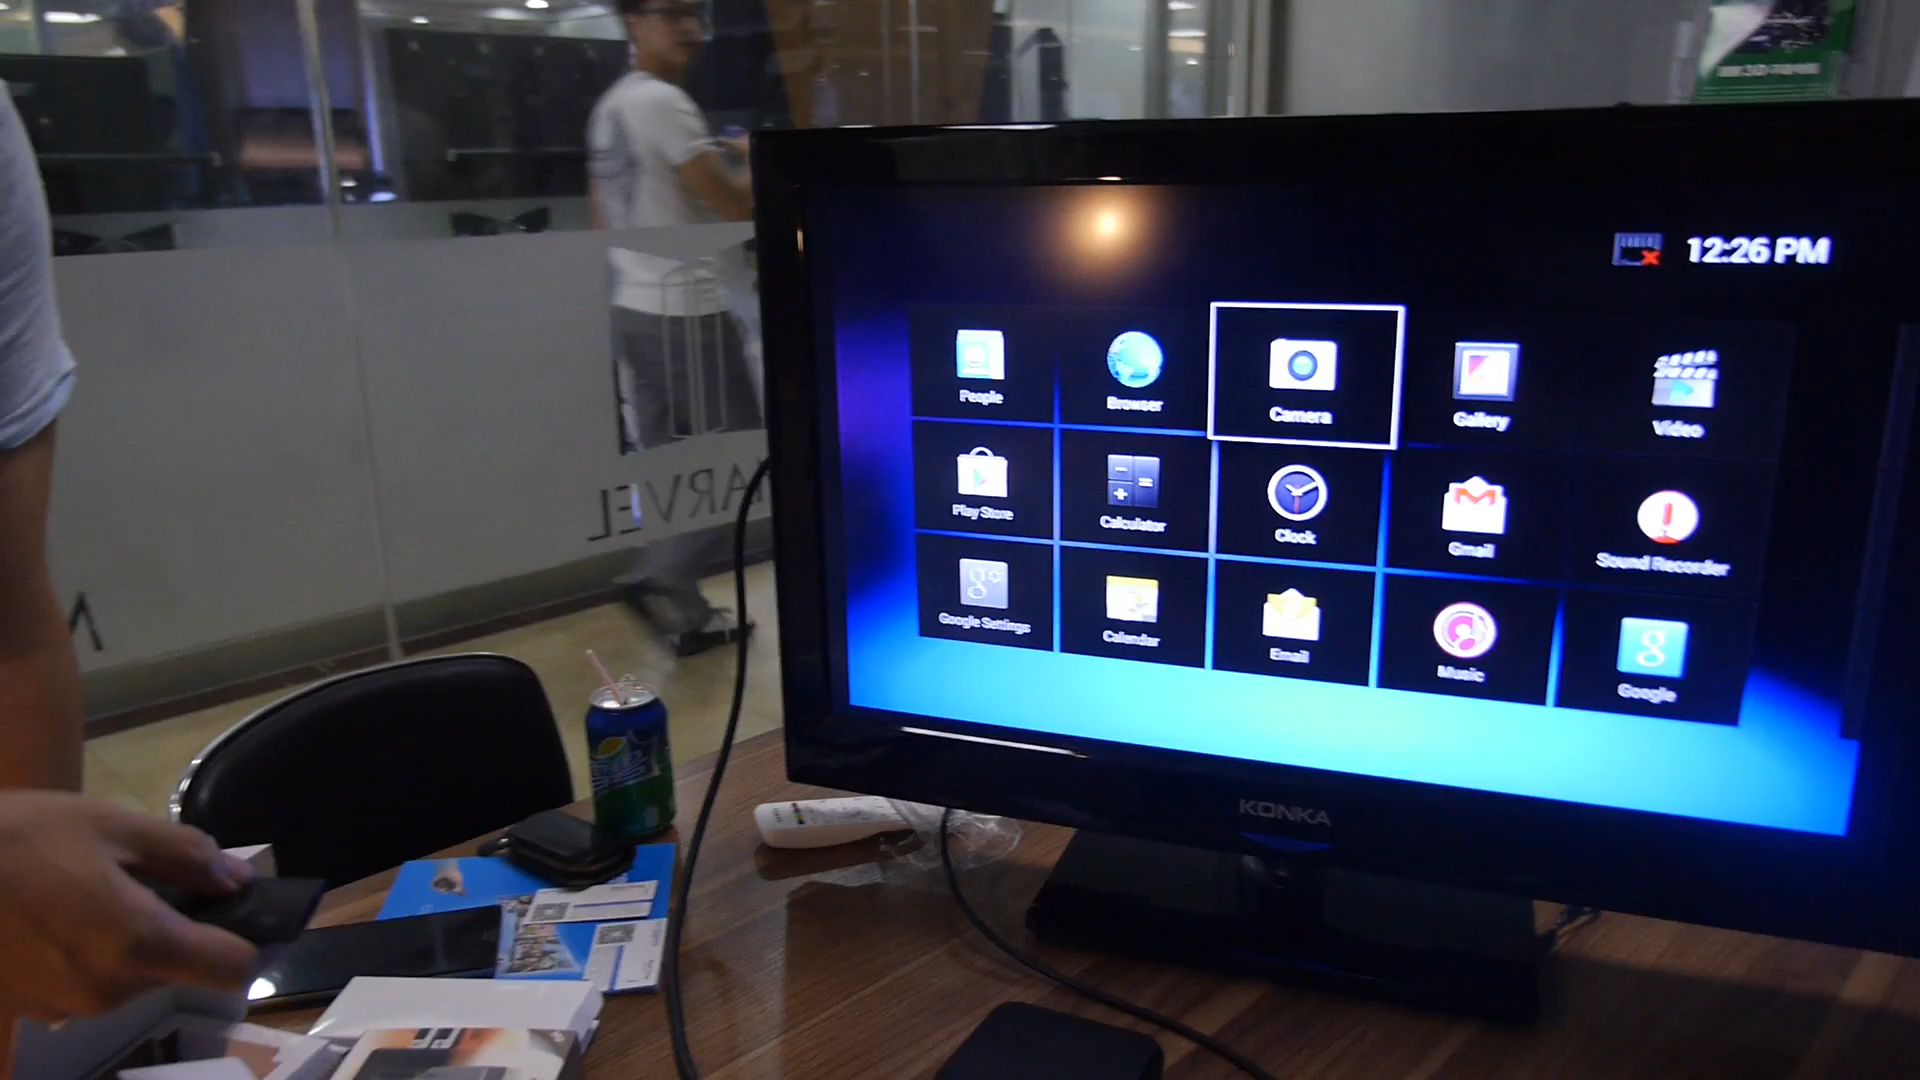 12:26 PM
People
Browser
Camera
Gallery
Video
Play Store
Calculator
Clock
Gmail
Sound Recorder
Google Settings
Calendar
Email
Music
Google
KONKA
MARVEL
Sprite